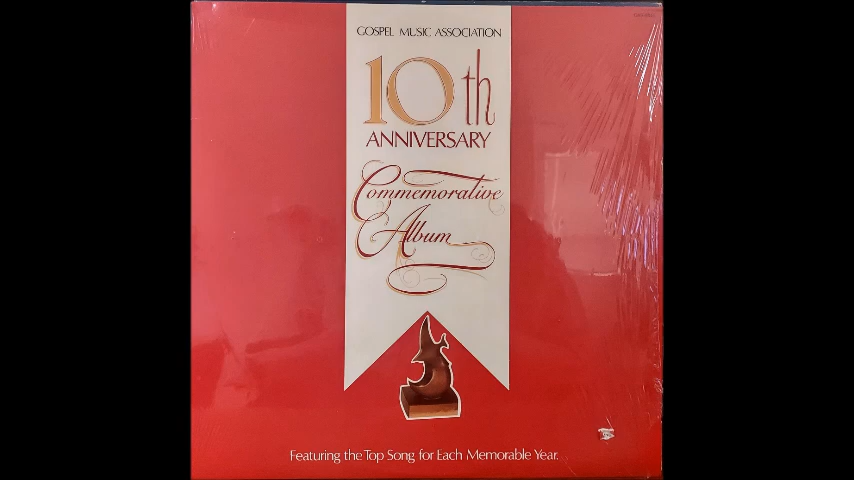 GOSPEL MUSIC ASSOCIATION
10th
ANNIVERSARY
Commemorative
Album
Featuring the Top Song for Each Memorable Year.